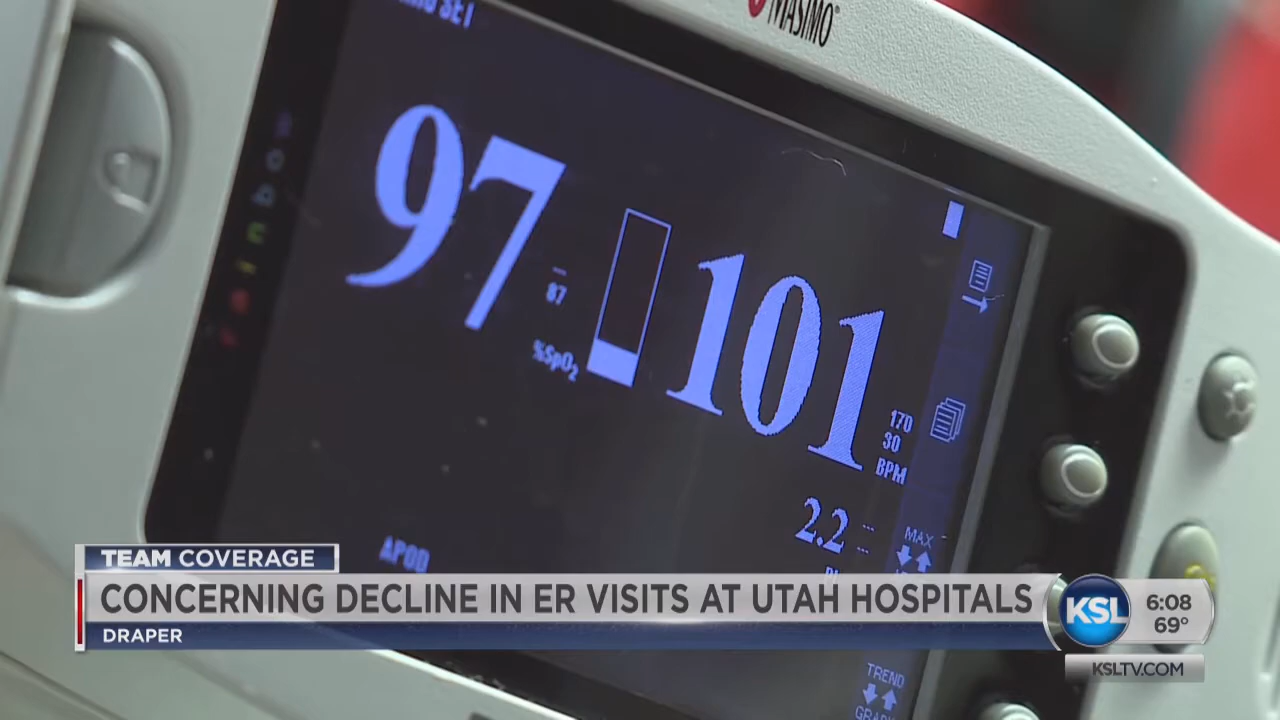 MASIMO
SET
97
87
%SpO2
101
170
30
BPM
2.2
MAX
APOD
TEAM COVERAGE
CONCERNING DECLINE IN ER VISITS AT UTAH HOSPITALS
DRAPER
KSL
6:08
69°
KSLTV.COM
TREND